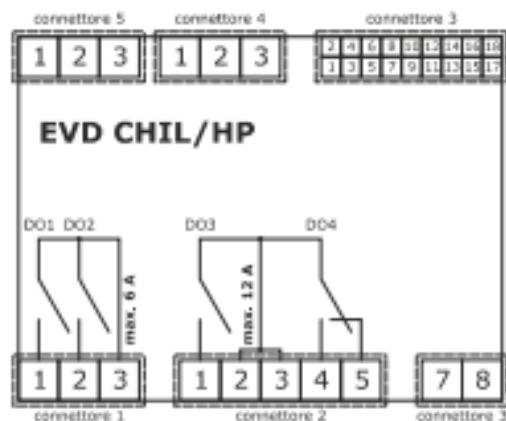 connettore 5 connettore 4 connettore 3
1 2 3 1 2 3 2 4 6 8 10 12 14 16 18
1 3 5 7 9 11 13 15 17
EVD CHIL/HP
DO1 DO2 DO3 DO4
max. 6 A max. 12 A
1 2 3 1 2 3 4 5 7 8
connettore 1 connettore 2 connettore 3